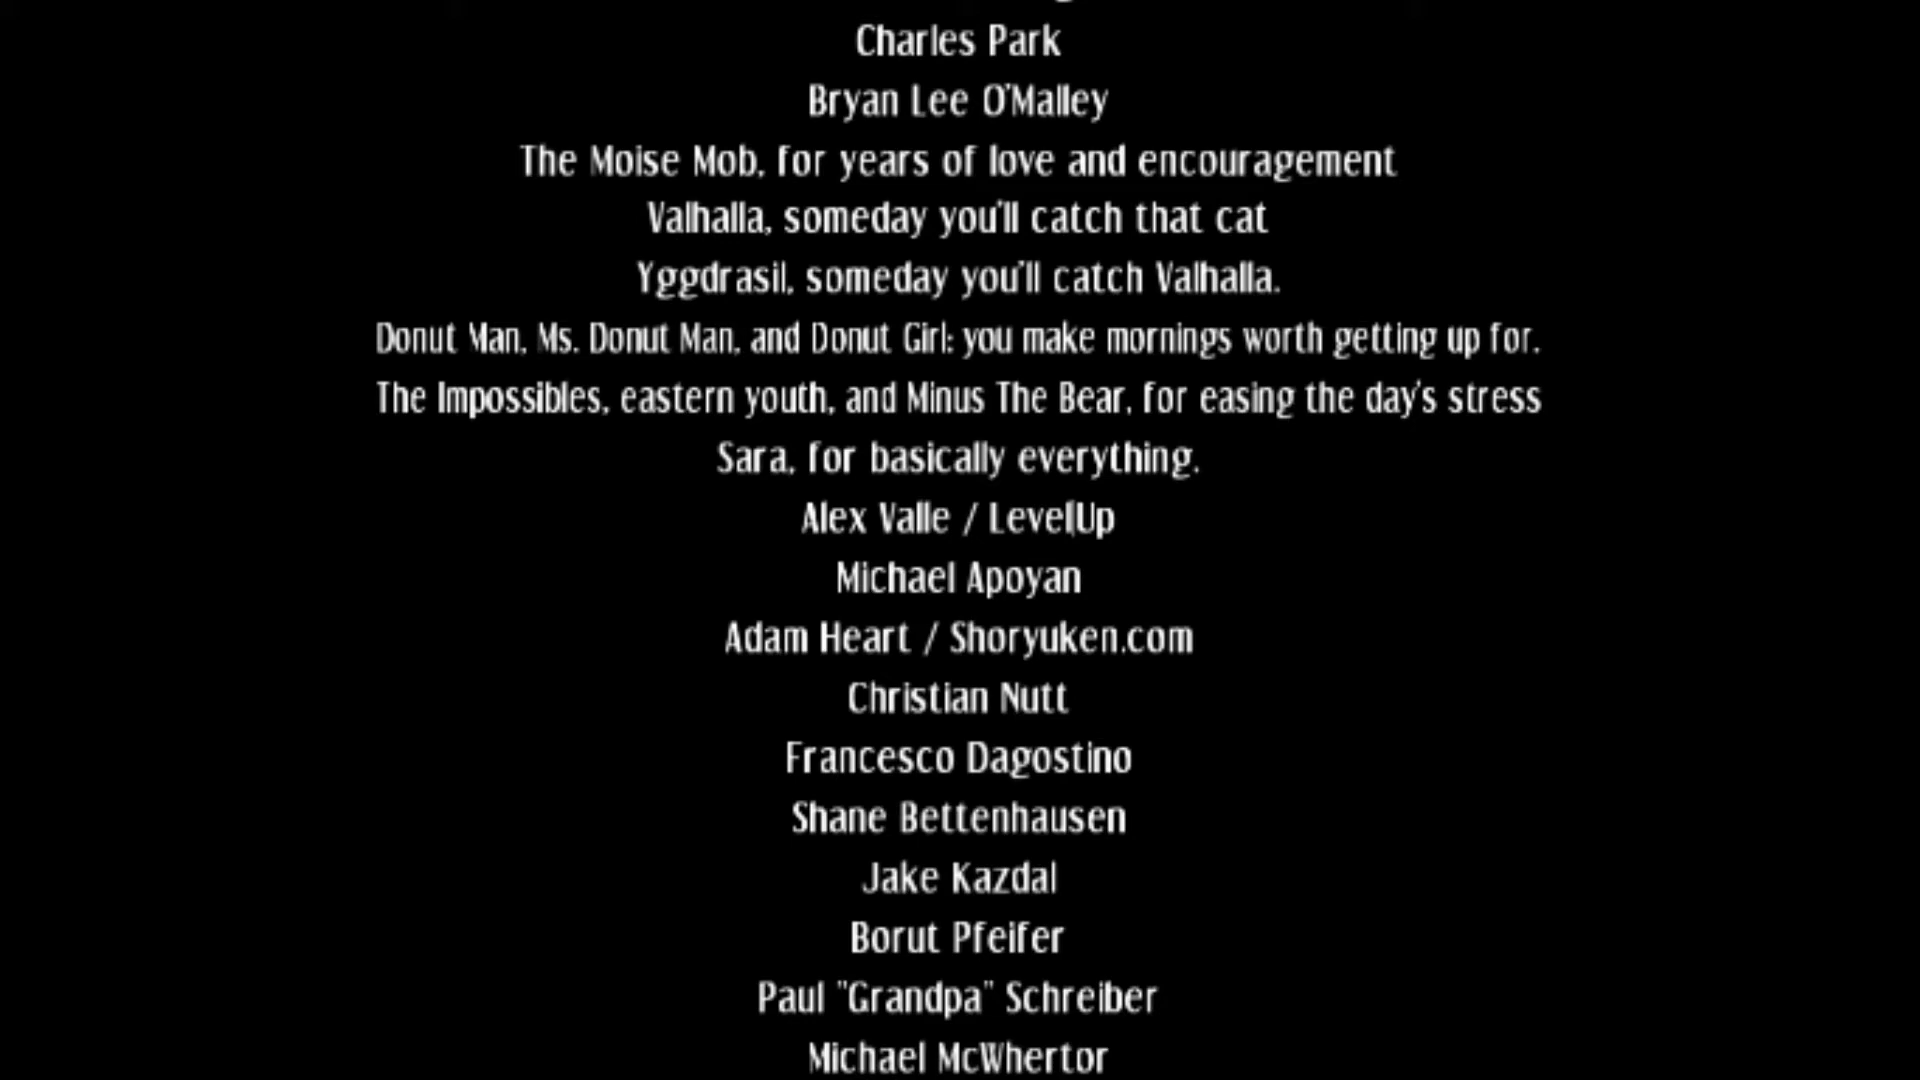 Charles Park
Bryan Lee O'Malley
The Moise Mob, for years of love and encouragement
Valhalla, someday you'll catch that cat
Yggdrasil, someday you'll catch Valhalla.
Donut Man, Ms. Donut Man, and Donut Girl: you make mornings worth getting up for.
The Impossibles, eastern youth, and Minus The Bear, for easing the day's stress
Sara, for basically everything.
Alex Valle / LevelUp
Michael Apoyan
Adam Heart / Shoryuken.com
Christian Nutt
Francesco Dagostino
Shane Bettenhausen
Jake Kazdal
Borut Pfeifer
Paul "Grandpa" Schreiber
Michael McWhertor